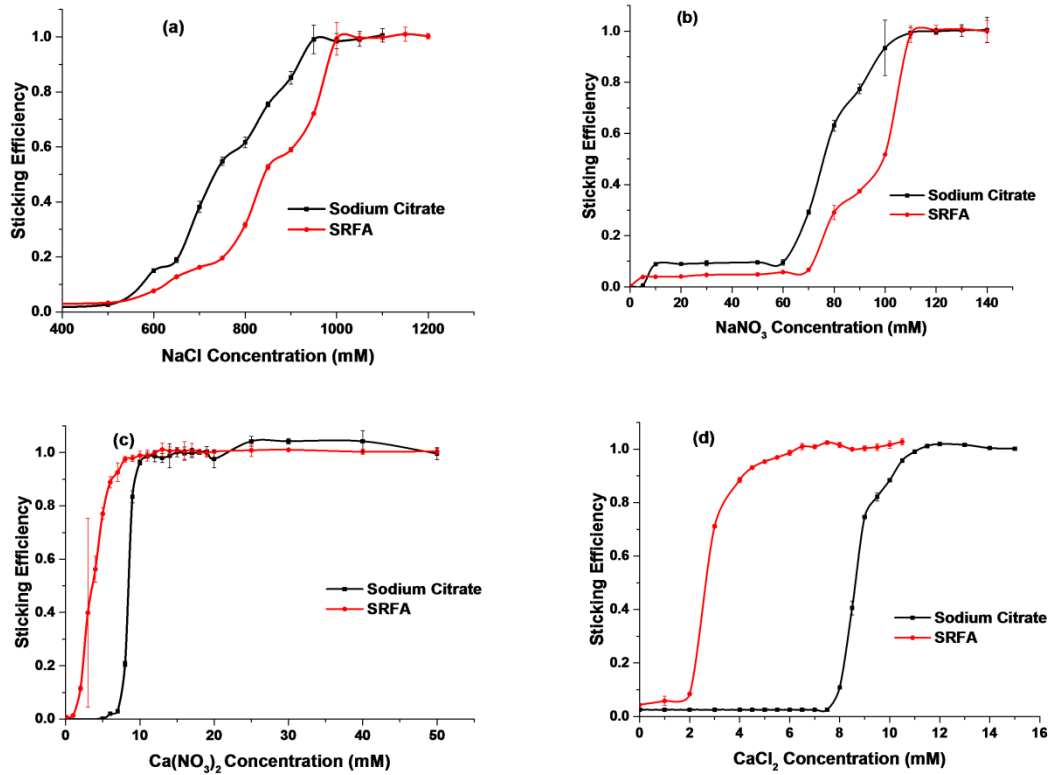 (a)
1.0
0.8
0.6
0.4
0.2
0.0
Sticking Efficiency
Sodium Citrate
SRFA
400 600 800 1000 1200
NaCl Concentration (mM)
(b)
1.0
0.8
0.6
0.4
0.2
0.0
Sticking Efficiency
Sodium Citrate
SRFA
0 20 40 60 80 100 120 140
NaNO₃ Concentration (mM)
(c)
1.0
0.8
0.6
0.4
0.2
0.0
Sticking Efficiency
Sodium Citrate
SRFA
0 10 20 30 40 50
Ca(NO₃)₂ Concentration (mM)
(d)
1.0
0.8
0.6
0.4
0.2
0.0
Sticking Efficiency
Sodium Citrate
SRFA
0 2 4 6 8 10 12 14 16
CaCl₂ Concentration (mM)